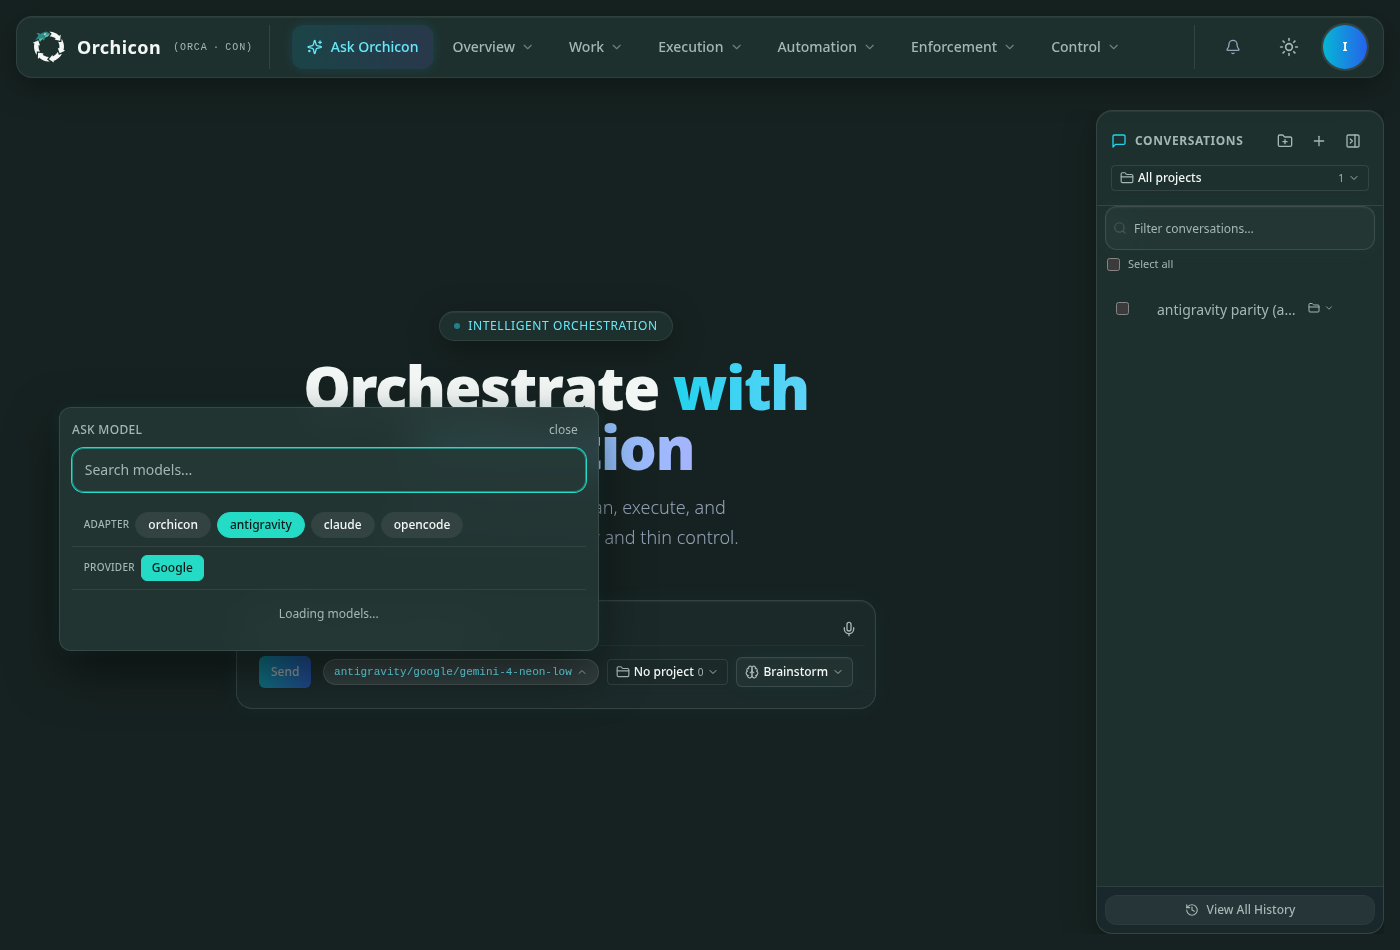 Orchicon (ORCA · CON) Ask Orchicon Overview Work Execution Automation Enforcement Control I
CONVERSATIONS
All projects 1
Filter conversations...
Select all
antigravity parity (a...
INTELLIGENT ORCHESTRATION
Orchestrate with
tion
ASK MODEL close
Search models...
an, execute, and
and thin control.
ADAPTER orchicon antigravity claude opencode
PROVIDER Google
Loading models...
Send antigravity/google/gemini-4-neon-low No project 0 Brainstorm
View All History